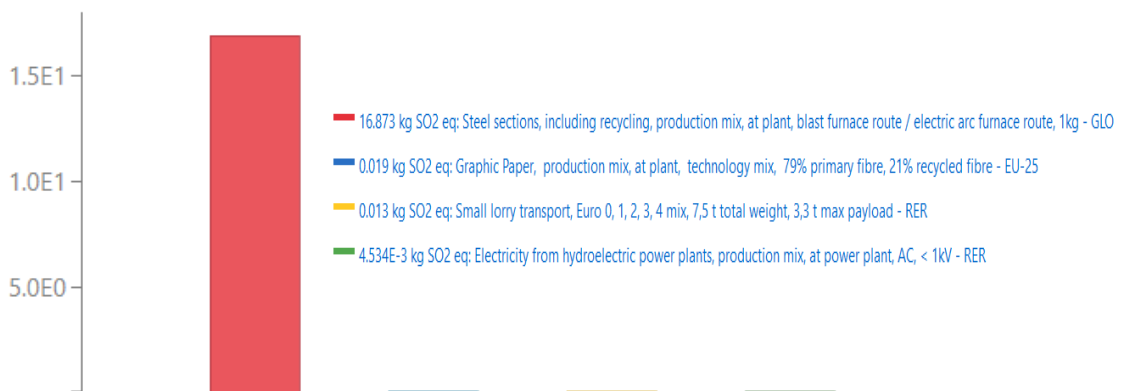 1.5E1
16.873 kg SO2 eq: Steel sections, including recycling, production mix, at plant, blast furnace route / electric arc furnace route, 1kg - GLO
0.019 kg SO2 eq: Graphic Paper, production mix, at plant, technology mix, 79% primary fibre, 21% recycled fibre - EU-25
1.0E1
0.013 kg SO2 eq: Small lorry transport, Euro 0, 1, 2, 3, 4 mix, 7,5 t total weight, 3,3 t max payload - RER
4.534E-3 kg SO2 eq: Electricity from hydroelectric power plants, production mix, at power plant, AC, < 1kV - RER
5.0E0